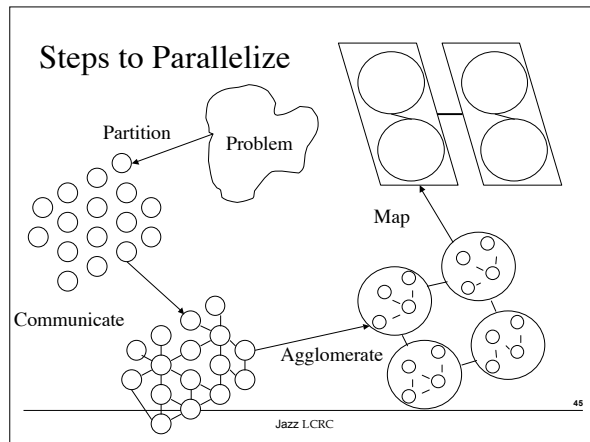 Steps to Parallelize
Partition
Problem
Map
Communicate
Agglomerate
45
Jazz LCRC